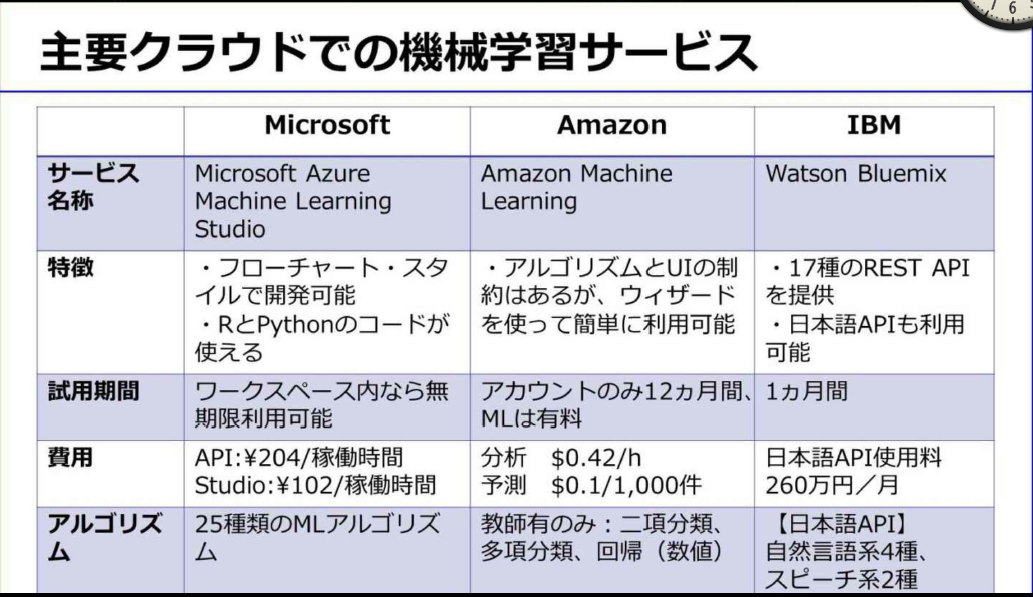 主要クラウドでの機械学習サービス
Microsoft
Amazon
IBM
サービス
名称
Microsoft Azure
Machine Learning
Studio
Amazon Machine
Learning
Watson Bluemix
特徴
・フローチャート・スタ
イルで開発可能
・RとPythonのコードが
使える
・アルゴリズムとUIの制
約はあるが、ウィザード
を使って簡単に利用可能
・17種のREST API
を提供
・日本語APIも利用
可能
試用期間
ワークスペース内なら無
期限利用可能
アカウントのみ12ヵ月間、
MLは有料
1ヵ月間
費用
API:¥204/稼働時間
Studio:¥102/稼働時間
分析 $0.42/h
予測 $0.1/1,000件
日本語API使用料
260万円／月
アルゴリズ
ム
25種類のMLアルゴリズ
ム
教師有のみ：二項分類、
多項分類、回帰（数値）
【日本語API】
自然言語系4種、
スピーチ系2種
7 6